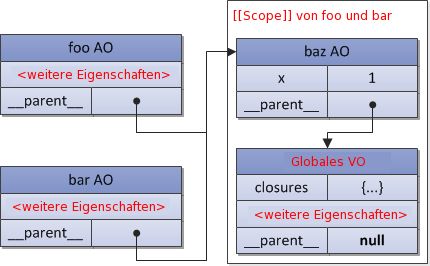 [[Scope]] von foo und bar
foo AO
<weitere Eigenschaften>
__parent__
bar AO
<weitere Eigenschaften>
__parent__
baz AO
x 1
__parent__
Globales VO
closures {...}
<weitere Eigenschaften>
__parent__ null